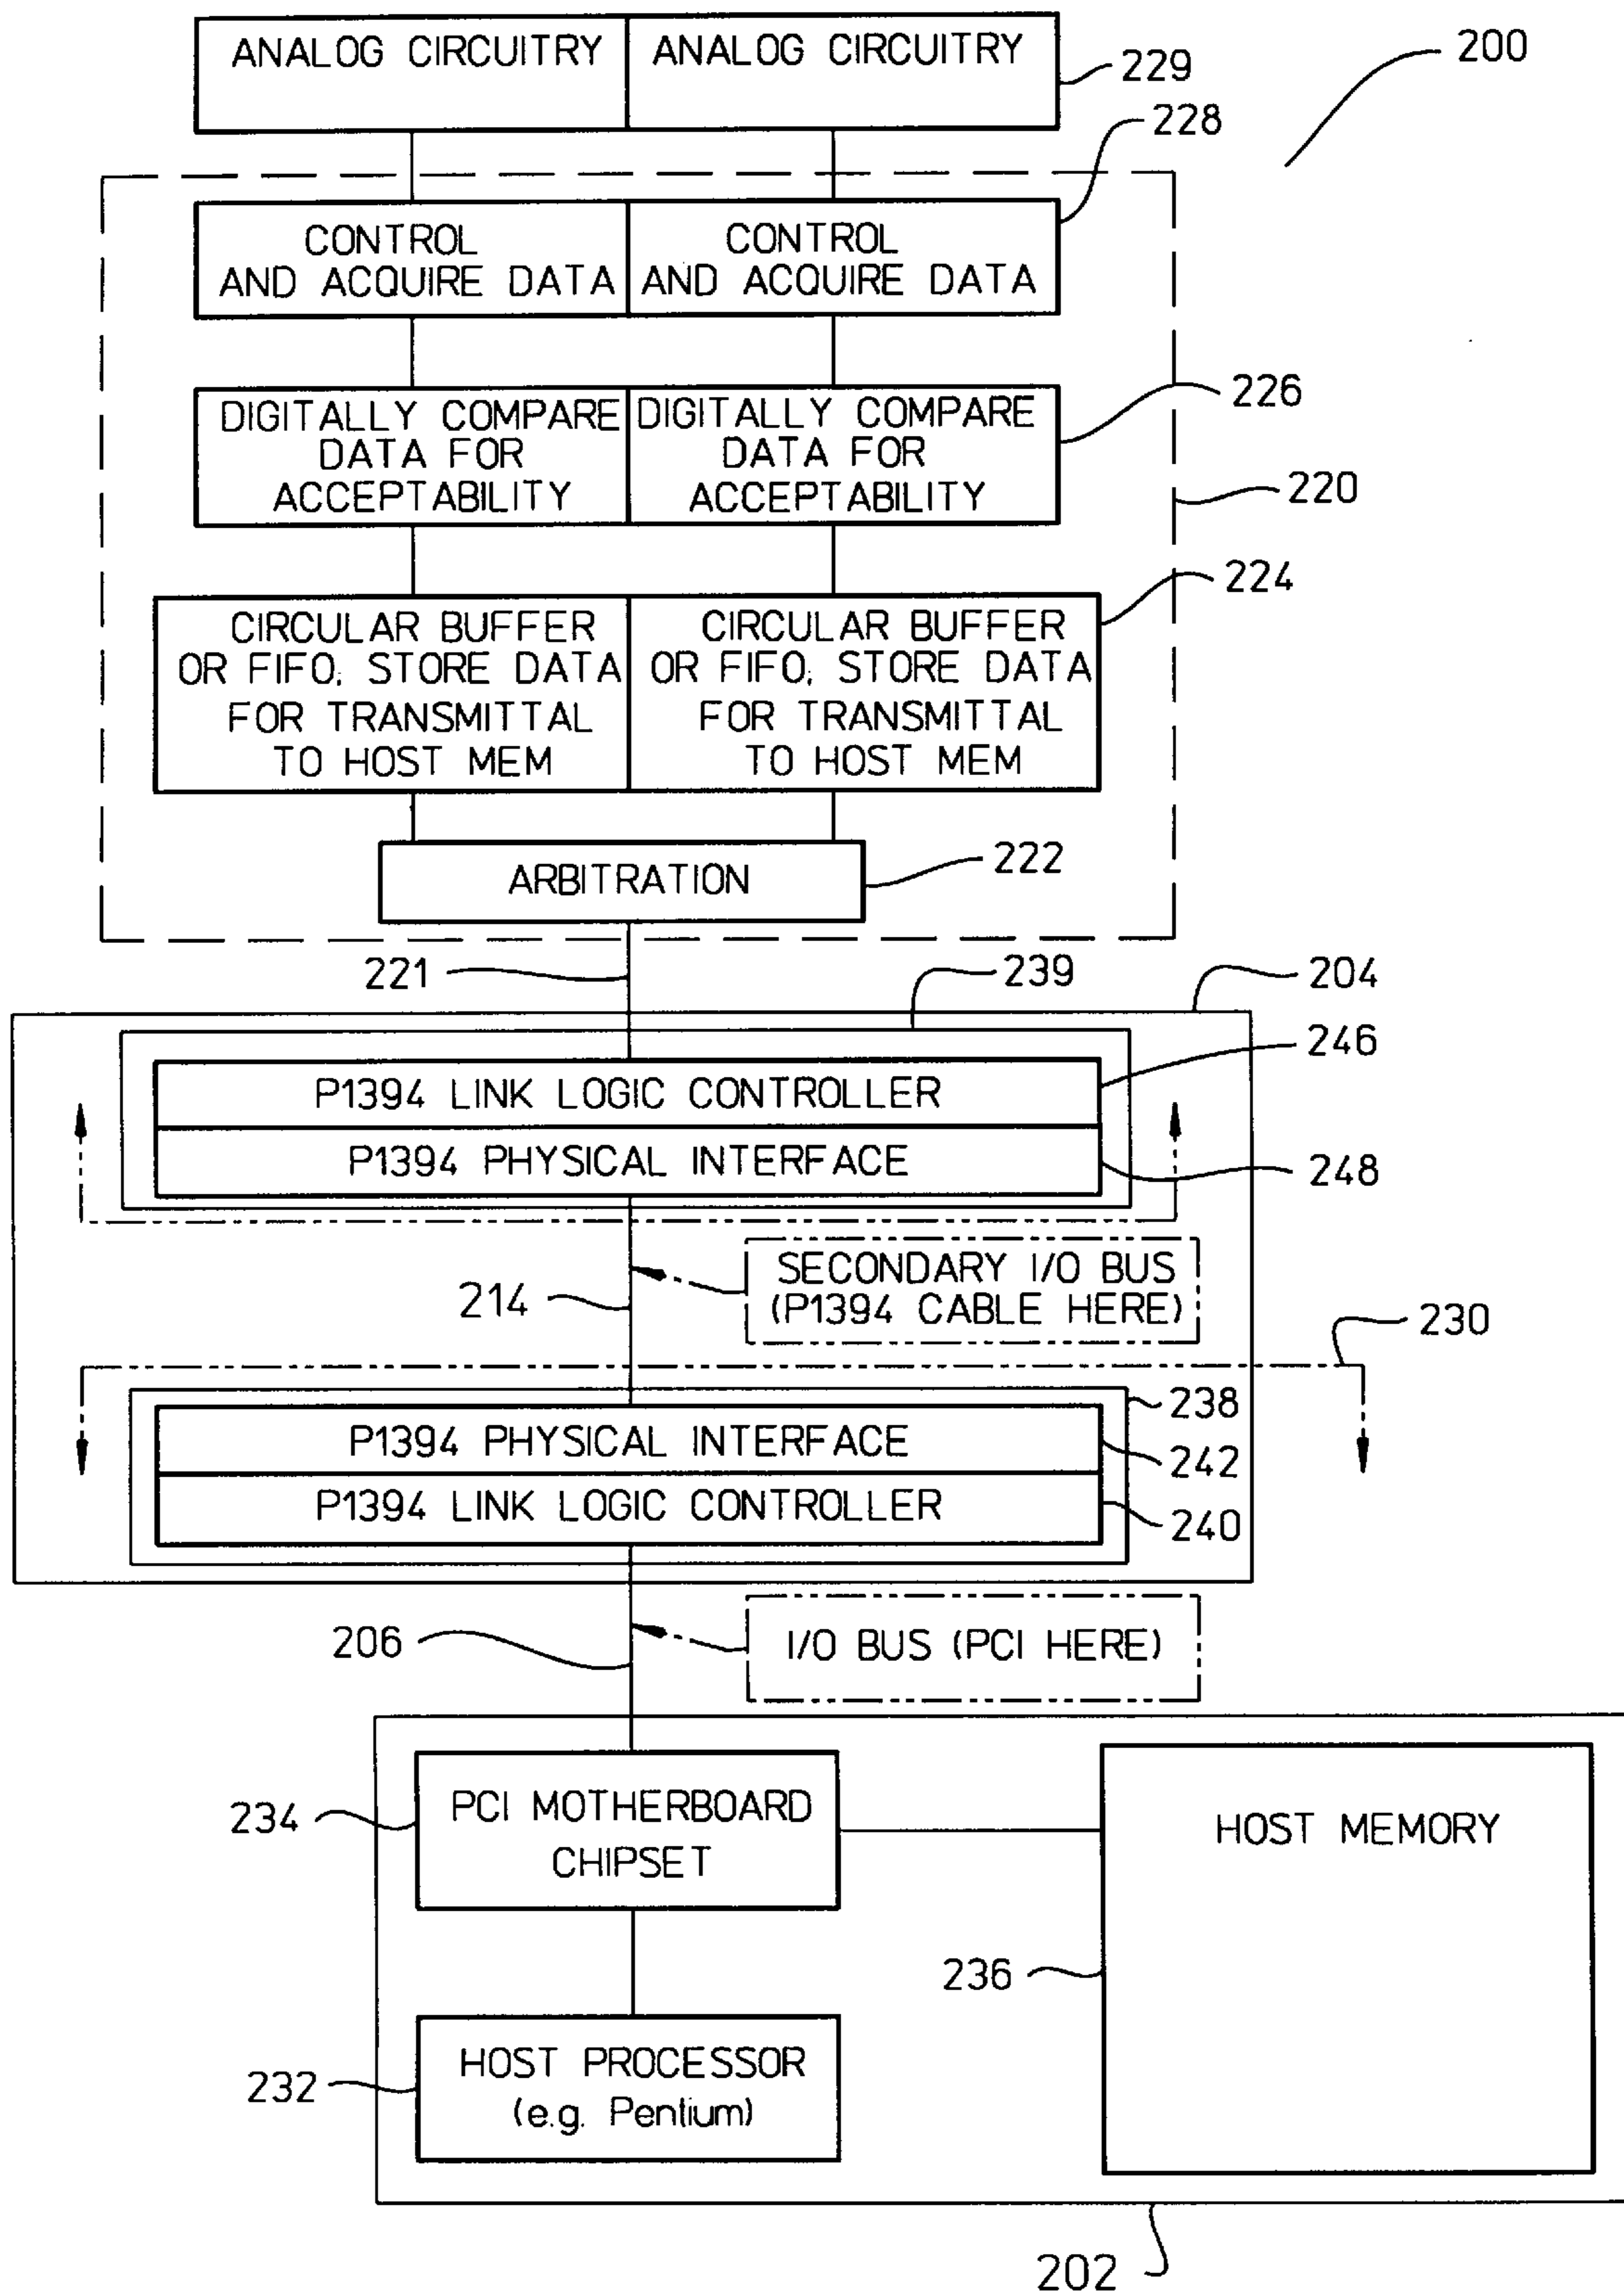 ANALOG CIRCUITRY
ANALOG CIRCUITRY
229
200
228
CONTROL
AND ACQUIRE DATA
CONTROL
AND ACQUIRE DATA
DIGITALLY COMPARE
DATA FOR
ACCEPTABILITY
DIGITALLY COMPARE
DATA FOR
ACCEPTABILITY
226
220
224
CIRCULAR BUFFER
OR FIFO; STORE DATA
FOR TRANSMITTAL
TO HOST MEM
CIRCULAR BUFFER
OR FIFO; STORE DATA
FOR TRANSMITTAL
TO HOST MEM
ARBITRATION
222
221
239
204
P1394 LINK LOGIC CONTROLLER
246
P1394 PHYSICAL INTERFACE
248
214
SECONDARY I/O BUS
(P1394 CABLE HERE)
230
238
P1394 PHYSICAL INTERFACE
242
P1394 LINK LOGIC CONTROLLER
240
206
I/O BUS (PCI HERE)
234
PCI MOTHERBOARD
CHIPSET
HOST MEMORY
236
232
HOST PROCESSOR
(e.g. Pentium)
202